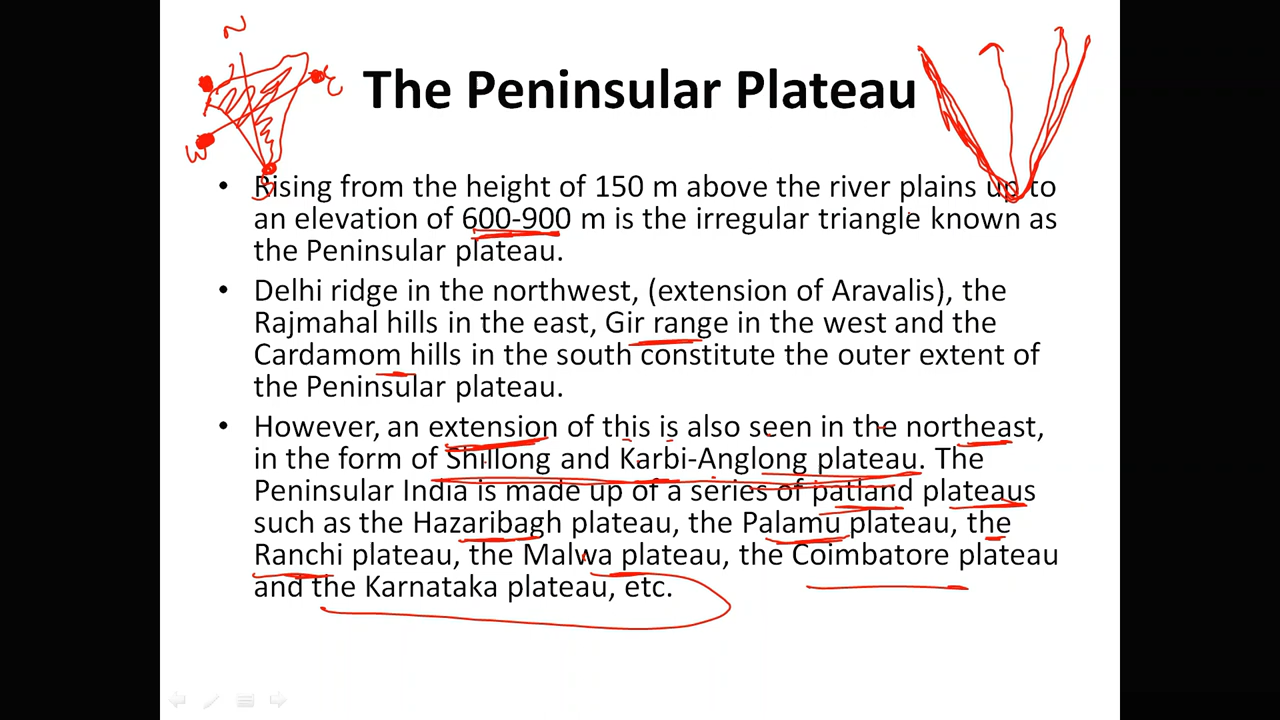 N
The Peninsular Plateau
E
W
S
• Rising from the height of 150 m above the river plains up to
an elevation of 600-900 m is the irregular triangle known as
the Peninsular plateau.
• Delhi ridge in the northwest, (extension of Aravalis), the
Rajmahal hills in the east, Gir range in the west and the
Cardamom hills in the south constitute the outer extent of
the Peninsular plateau.
• However, an extension of this is also seen in the northeast,
in the form of Shillong and Karbi-Anglong plateau. The
Peninsular India is made up of a series of patland plateaus
such as the Hazaribagh plateau, the Palamu plateau, the
Ranchi plateau, the Malwa plateau, the Coimbatore plateau
and the Karnataka plateau, etc.